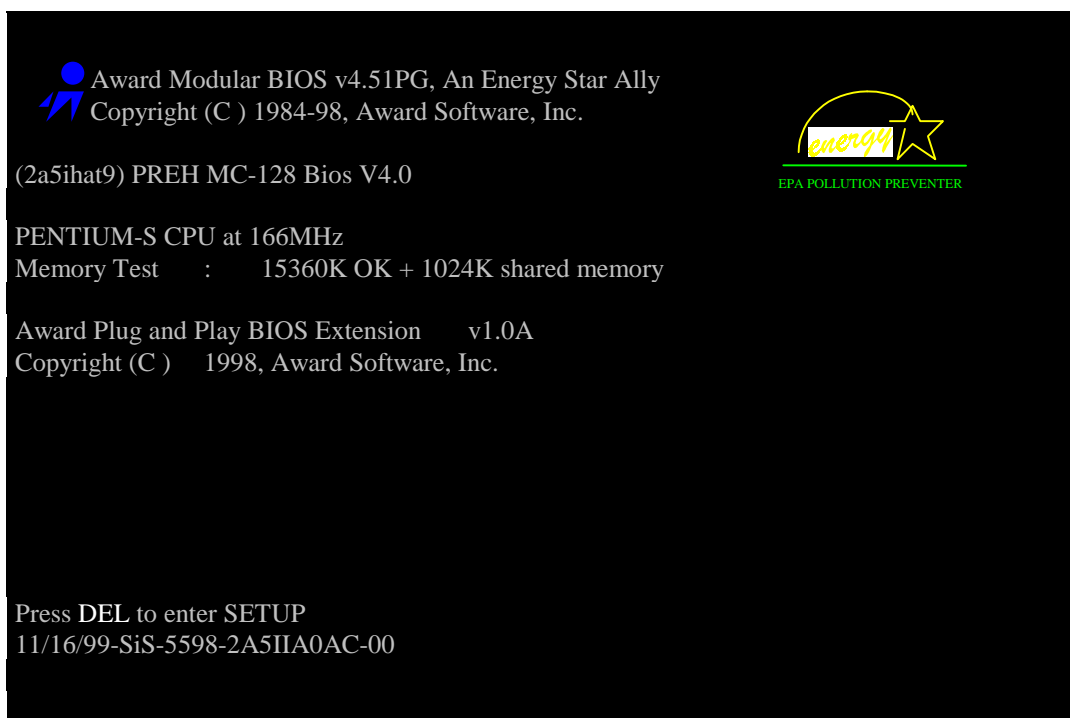 Award Modular BIOS v4.51PG, An Energy Star Ally
Copyright (C ) 1984-98, Award Software, Inc.
energy
EPA POLLUTION PREVENTER
(2a5ihat9) PREH MC-128 Bios V4.0
PENTIUM-S CPU at 166MHz
Memory Test : 15360K OK + 1024K shared memory
Award Plug and Play BIOS Extension v1.0A
Copyright (C ) 1998, Award Software, Inc.
Press DEL to enter SETUP
11/16/99-SiS-5598-2A5IIA0AC-00